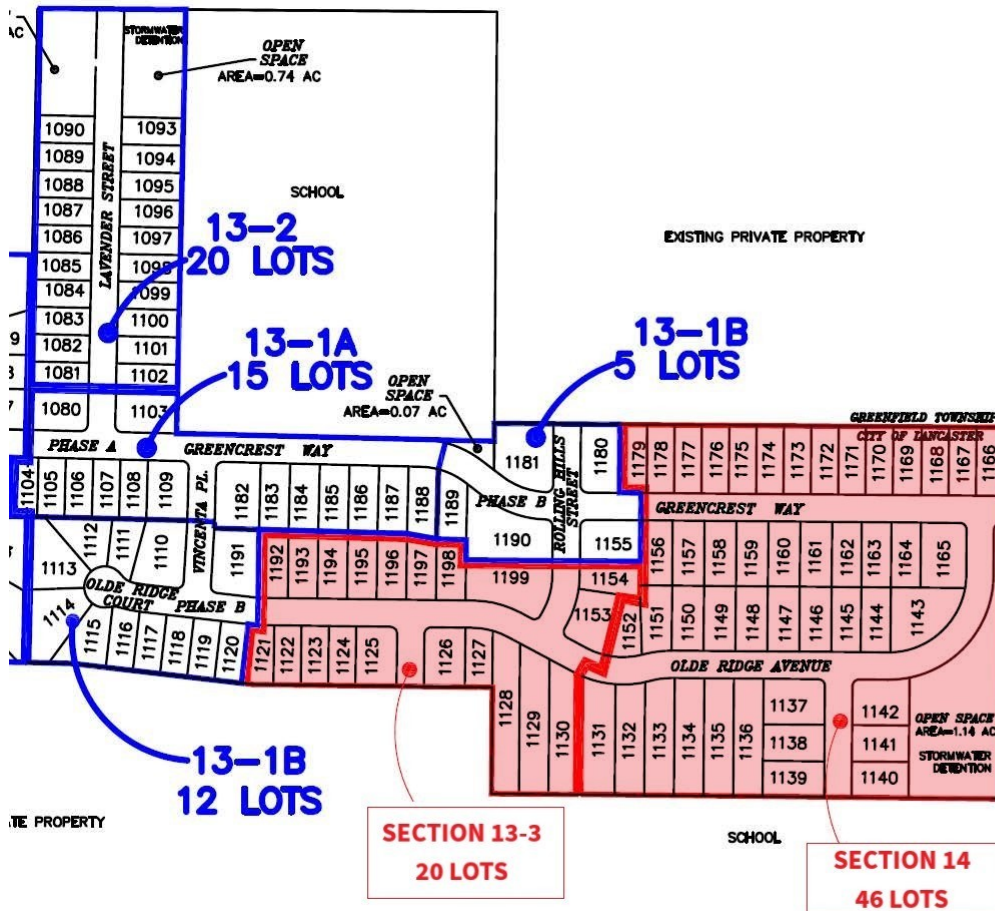 AC
STORMWATER
DETENTION
OPEN
SPACE
AREA=0.74 AC
1090
1093
1089
1094
1088
1095
1087
1096
1086
1097
1085
1098
1084
1099
1083
1100
1082
1101
1081
1102
1080
1103
LAVENDER STREET
SCHOOL
EXISTING PRIVATE PROPERTY
13-2
20 LOTS
13-1A
15 LOTS
13-1B
5 LOTS
OPEN
SPACE
AREA=0.07 AC
GREENFIELD TOWNSHIP
CITY OF LANCASTER
PHASE A
GREENCREST WAY
1104
1105
1106
1107
1108
1109
VINCENTA PL.
1182
1183
1184
1185
1186
1187
1188
1189
1181
1180
PHASE B
ROLLING HILLS
STREET
1190
1155
1179
1178
1177
1176
1175
1174
1173
1172
1171
1170
1169
1168
1167
1166
GREENCREST WAY
1112
1111
1110
1191
1113
1114
OLDE RIDGE
COURT PHASE B
1115
1116
1117
1118
1119
1120
1192
1193
1194
1195
1196
1197
1198
1199
1154
1153
1152
1156
1157
1158
1159
1160
1161
1162
1163
1164
1165
1151
1150
1149
1148
1147
1146
1145
1144
1143
1121
1122
1123
1124
1125
1126
1127
1128
1129
1130
OLDE RIDGE AVENUE
1131
1132
1133
1134
1135
1136
1137
1138
1139
1142
1141
1140
OPEN SPACE
AREA=1.14 AC
STORMWATER
DETENTION
13-1B
12 LOTS
TE PROPERTY
SECTION 13-3
20 LOTS
SCHOOL
SECTION 14
46 LOTS